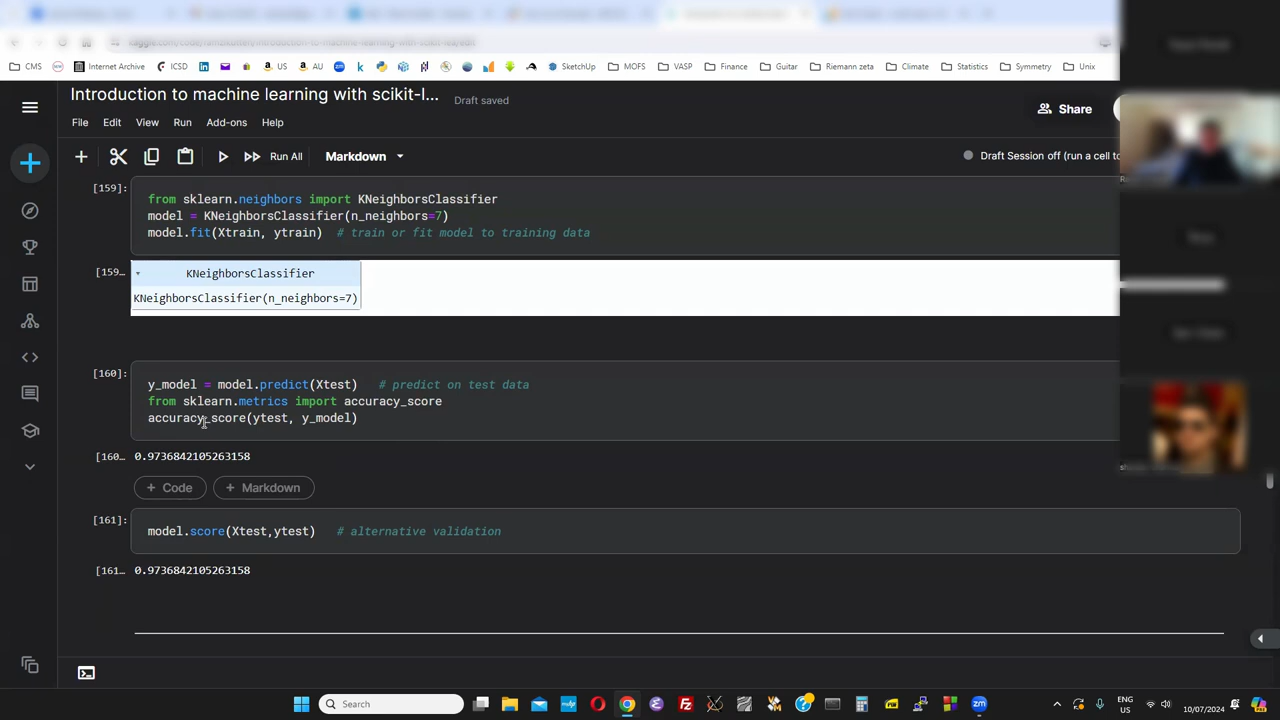 CMS
Internet Archive
ICSD
US
AU
SketchUp
MOFS
VASP
Finance
Guitar
Riemann zeta
Climate
Statistics
Symmetry
Unix
Introduction to machine learning with scikit-l...
Draft saved
File
Edit
View
Run
Add-ons
Help
Share
Run All
Markdown
Draft Session off (run a cell to
[159]:
from sklearn.neighbors import KNeighborsClassifier
model = KNeighborsClassifier(n_neighbors=7)
model.fit(Xtrain, ytrain)  # train or fit model to training data
[159…
KNeighborsClassifier
KNeighborsClassifier(n_neighbors=7)
[160]:
y_model = model.predict(Xtest)   # predict on test data
from sklearn.metrics import accuracy_score
accuracy_score(ytest, y_model)
[160…
0.9736842105263158
+ Code
+ Markdown
[161]:
model.score(Xtest,ytest)   # alternative validation
[161…
0.9736842105263158
Search
ENG
US
10/07/2024